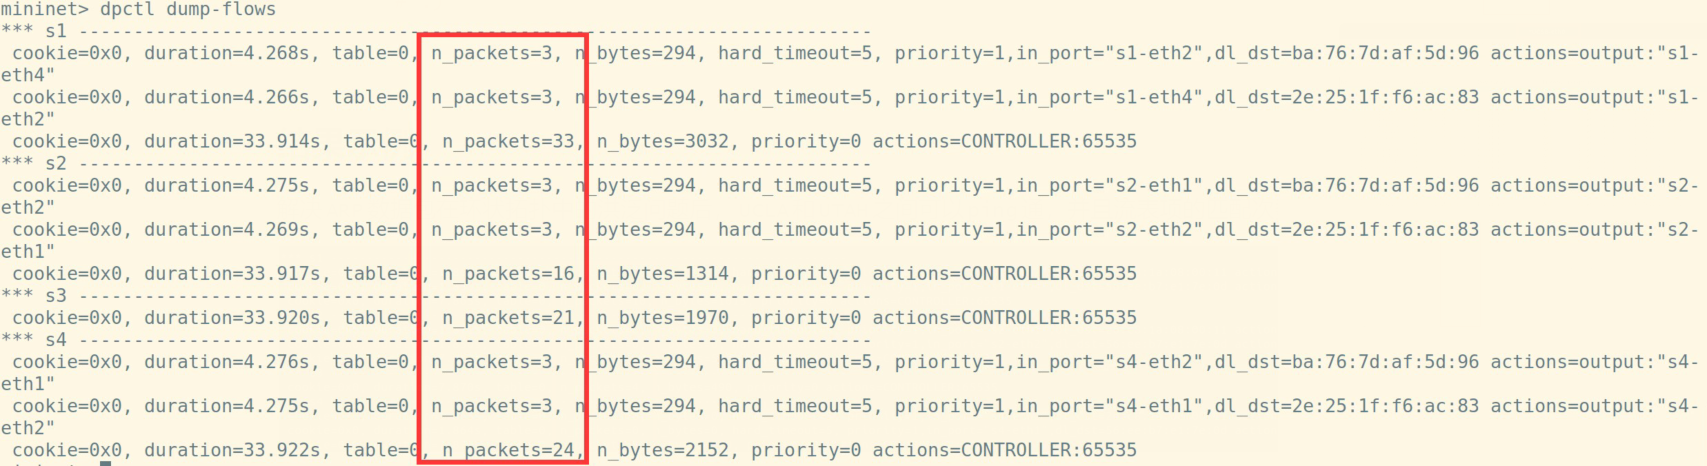 mininet> dpctl dump-flows
*** s1 ------------------------------------------------------------------------
 cookie=0x0, duration=4.268s, table=0, n_packets=3, n_bytes=294, hard_timeout=5, priority=1,in_port="s1-eth2",dl_dst=ba:76:7d:af:5d:96 actions=output:"s1-
eth4"
 cookie=0x0, duration=4.266s, table=0, n_packets=3, n_bytes=294, hard_timeout=5, priority=1,in_port="s1-eth4",dl_dst=2e:25:1f:f6:ac:83 actions=output:"s1-
eth2"
 cookie=0x0, duration=33.914s, table=0, n_packets=33, n_bytes=3032, priority=0 actions=CONTROLLER:65535
*** s2 ------------------------------------------------------------------------
 cookie=0x0, duration=4.275s, table=0, n_packets=3, n_bytes=294, hard_timeout=5, priority=1,in_port="s2-eth1",dl_dst=ba:76:7d:af:5d:96 actions=output:"s2-
eth2"
 cookie=0x0, duration=4.269s, table=0, n_packets=3, n_bytes=294, hard_timeout=5, priority=1,in_port="s2-eth2",dl_dst=2e:25:1f:f6:ac:83 actions=output:"s2-
eth1"
 cookie=0x0, duration=33.917s, table=0, n_packets=16, n_bytes=1314, priority=0 actions=CONTROLLER:65535
*** s3 ------------------------------------------------------------------------
 cookie=0x0, duration=33.920s, table=0, n_packets=21, n_bytes=1970, priority=0 actions=CONTROLLER:65535
*** s4 ------------------------------------------------------------------------
 cookie=0x0, duration=4.276s, table=0, n_packets=3, n_bytes=294, hard_timeout=5, priority=1,in_port="s4-eth2",dl_dst=ba:76:7d:af:5d:96 actions=output:"s4-
eth1"
 cookie=0x0, duration=4.275s, table=0, n_packets=3, n_bytes=294, hard_timeout=5, priority=1,in_port="s4-eth1",dl_dst=2e:25:1f:f6:ac:83 actions=output:"s4-
eth2"
 cookie=0x0, duration=33.922s, table=0, n_packets=24, n_bytes=2152, priority=0 actions=CONTROLLER:65535